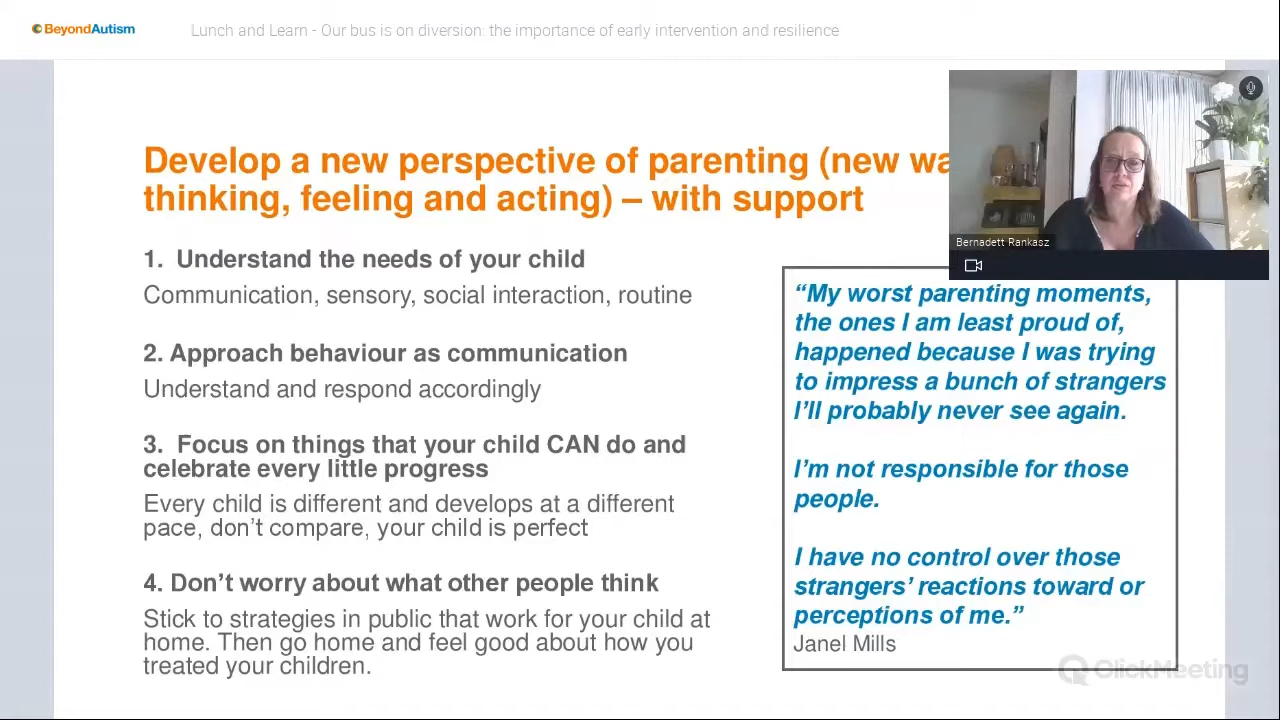 BeyondAutism
Lunch and Learn - Our bus is on diversion: the importance of early intervention and resilience
Develop a new perspective of parenting (new
thinking, feeling and acting) – with support
1. Understand the needs of your child
Communication, sensory, social interaction, routine
2. Approach behaviour as communication
Understand and respond accordingly
3. Focus on things that your child CAN do and
celebrate every little progress
Every child is different and develops at a different
pace, don’t compare, your child is perfect
4. Don’t worry about what other people think
Stick to strategies in public that work for your child at
home. Then go home and feel good about how you
treated your children.
Bernadett Rankasz
“My worst parenting moments,
the ones I am least proud of,
happened because I was trying
to impress a bunch of strangers
I’ll probably never see again.
I’m not responsible for those
people.
I have no control over those
strangers’ reactions toward or
perceptions of me.”
Janel Mills
ClickMeeting